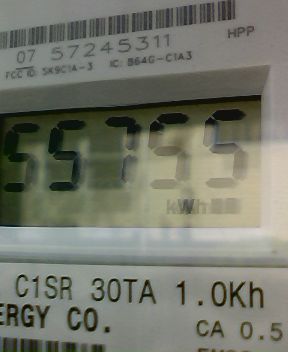 07 57245311
HPP
FCC ID: SK9C1A-3 IC: 864G-C1A3
55755
kWh
C1SR 30TA 1.0Kh
ERGY CO.
CA 0.5